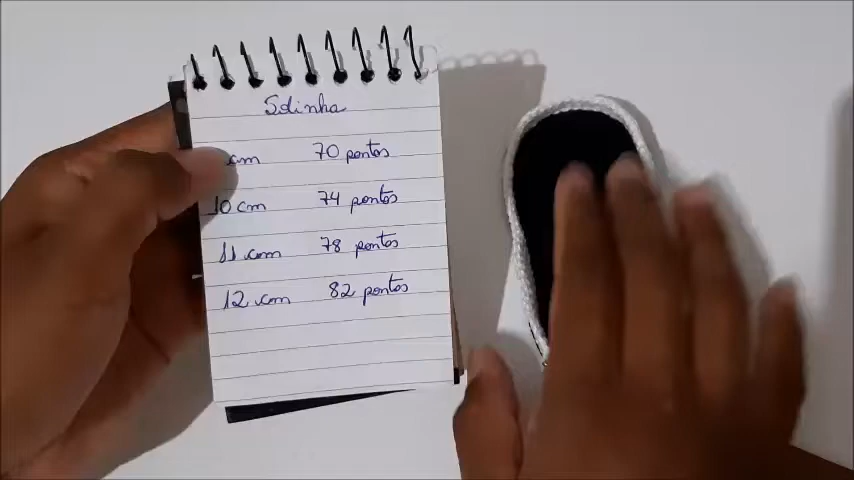 Solinha
cm 70 pontos
10 cm 74 pontos
11 cm 78 pontos
12 cm 82 pontos